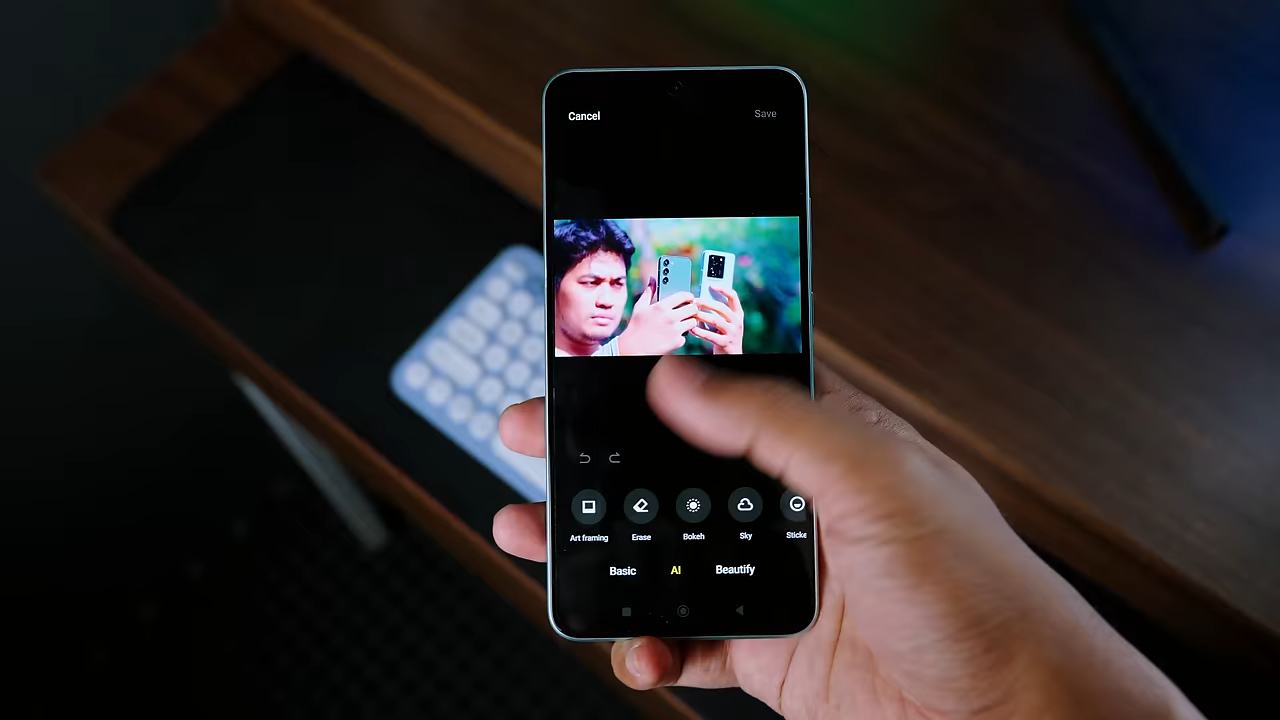 Cancel
Save
Art framing
Erase
Bokeh
Sky
Sticke
Basic
AI
Beautify